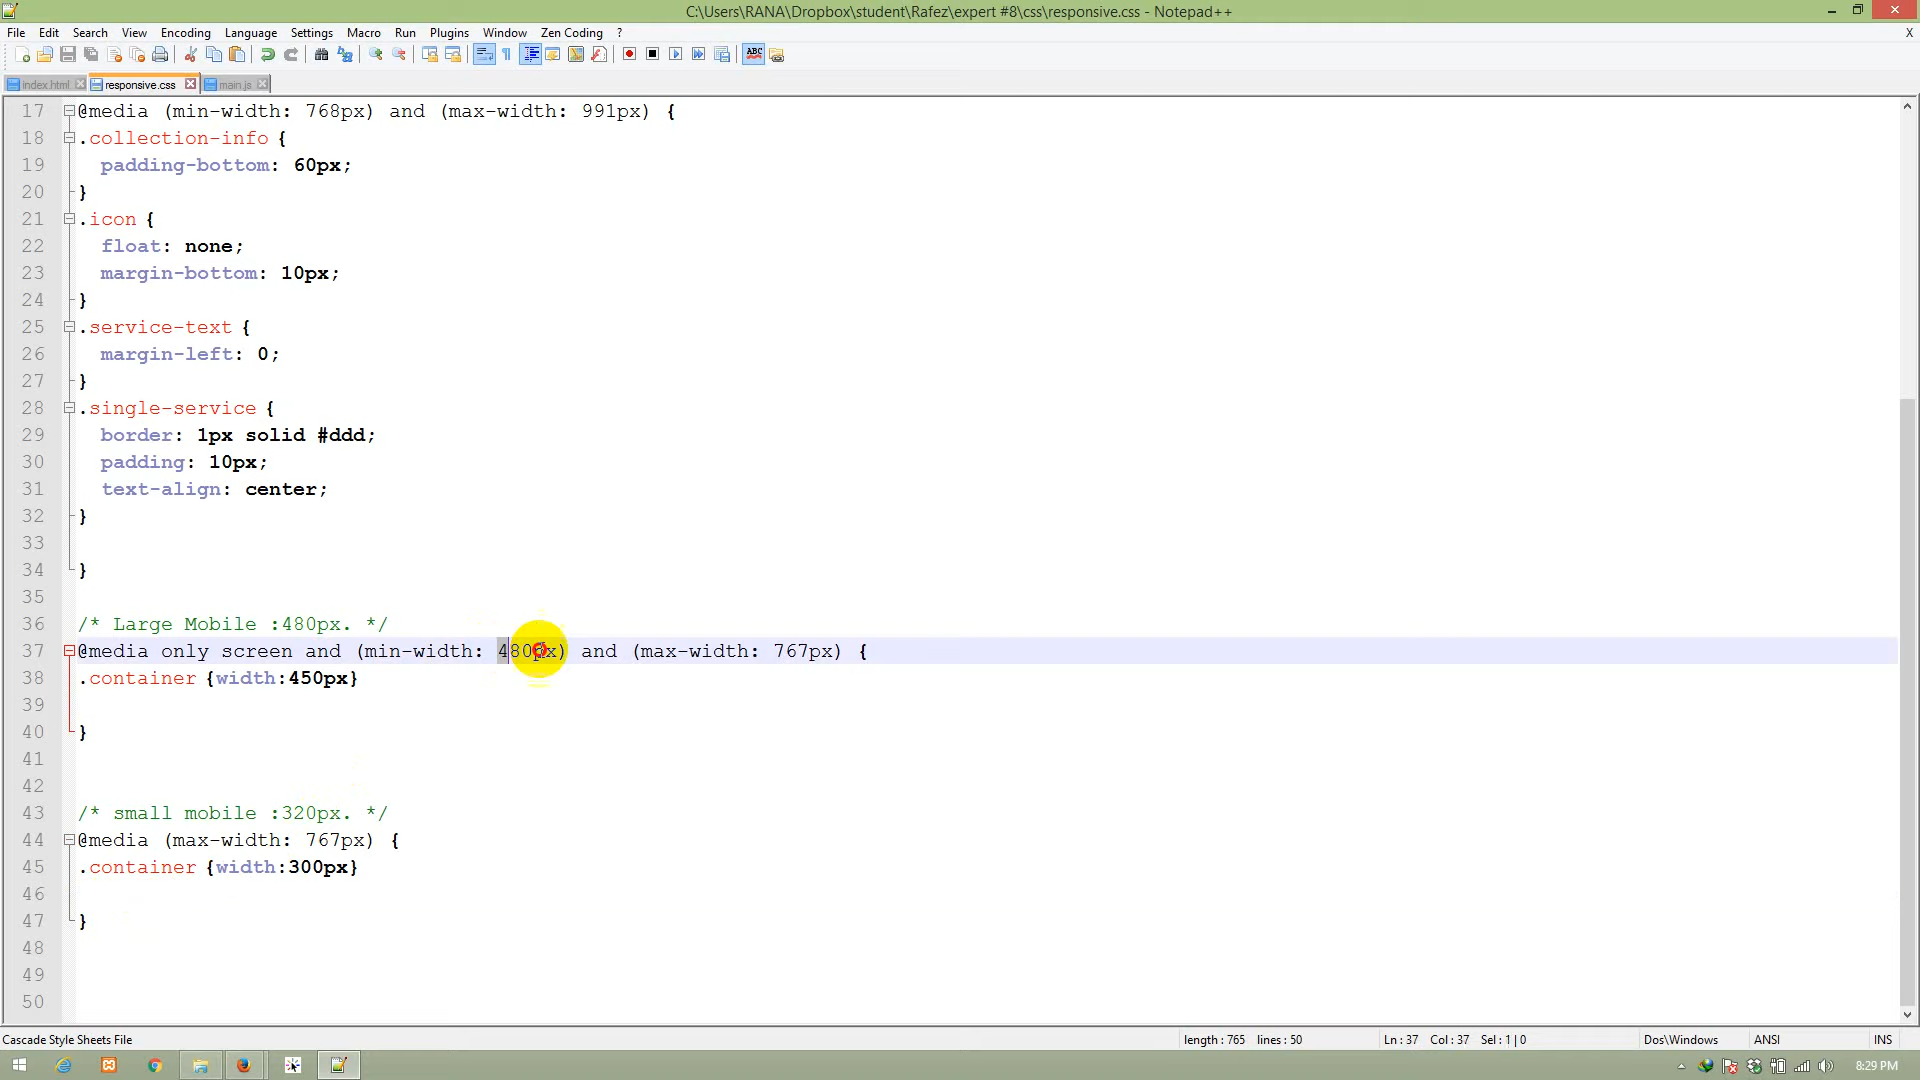 C:\Users\RANA\Dropbox\student\Rafez\expert #8\css\responsive.css - Notepad++
File Edit Search View Encoding Language Settings Macro Run Plugins Window Zen Coding ? X
index.html responsive.css main.js
17 @media (min-width: 768px) and (max-width: 991px) {
18 .collection-info {
19 padding-bottom: 60px;
20 }
21 .icon {
22 float: none;
23 margin-bottom: 10px;
24 }
25 .service-text {
26 margin-left: 0;
27 }
28 .single-service {
29 border: 1px solid #ddd;
30 padding: 10px;
31 text-align: center;
32 }
33
34 }
35
36 /* Large Mobile :480px. */
37 @media only screen and (min-width: 480px) and (max-width: 767px) {
38 .container {width:450px}
39
40 }
41
42
43 /* small mobile :320px. */
44 @media (max-width: 767px) {
45 .container {width:300px}
46
47 }
48
49
50
Cascade Style Sheets File length : 765 lines : 50 Ln : 37 Col : 37 Sel : 1 | 0 Dos\Windows ANSI INS
8:29 PM